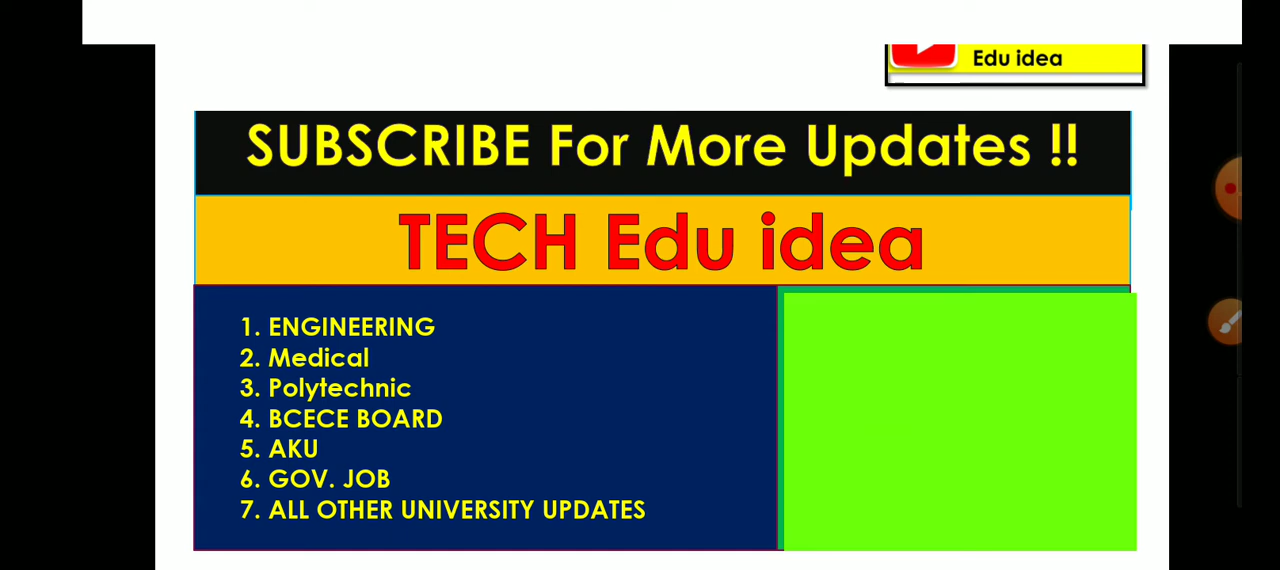 Edu idea
SUBSCRIBE For More Updates !!
TECH Edu idea
1. ENGINEERING
2. Medical
3. Polytechnic
4. BCECE BOARD
5. AKU
6. GOV. JOB
7. ALL OTHER UNIVERSITY UPDATES